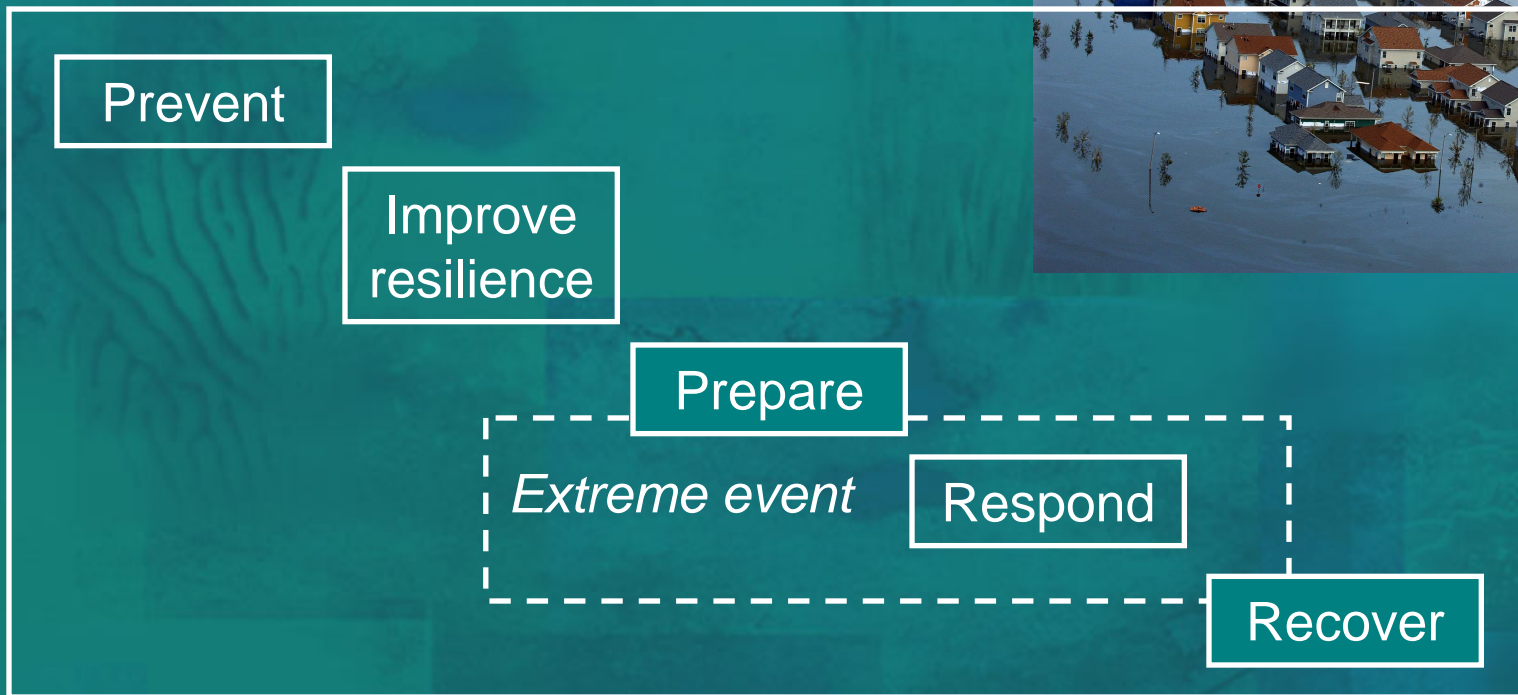 Prevent
Improve
resilience
Prepare
Extreme event
Respond
Recover